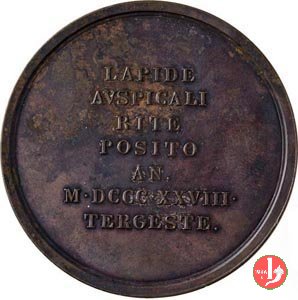 LAPIDE
AVSPICALI
RITE
POSITO
AN.
M·DCCC·XXVIII·
TERGESTE.